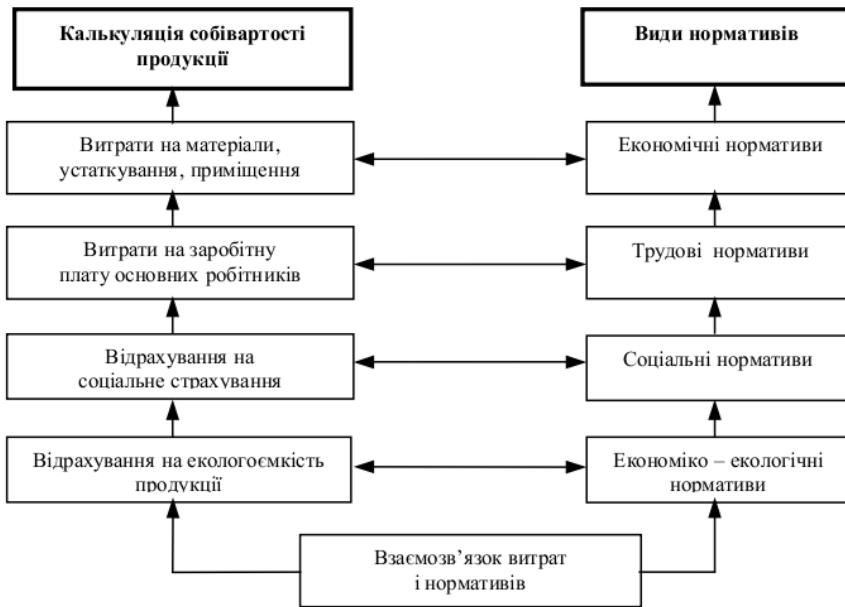 Калькуляція собівартості
продукції
Види нормативів
Витрати на матеріали,
устаткування, приміщення
Економічні нормативи
Витрати на заробітну
плату основних робітників
Трудові нормативи
Відрахування на
соціальне страхування
Соціальні нормативи
Відрахування на екологоємкість
продукції
Економіко – екологічні
нормативи
Взаємозв’язок витрат
і нормативів